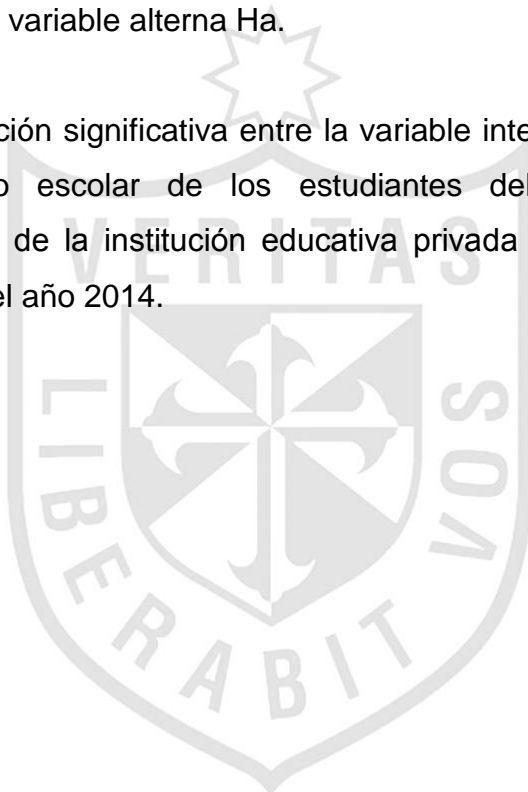 variable alterna Ha.
ción significativa entre la variable inte
o escolar de los estudiantes del
de la institución educativa privada
el año 2014.
VERITAS
LIBERABIT
VOS